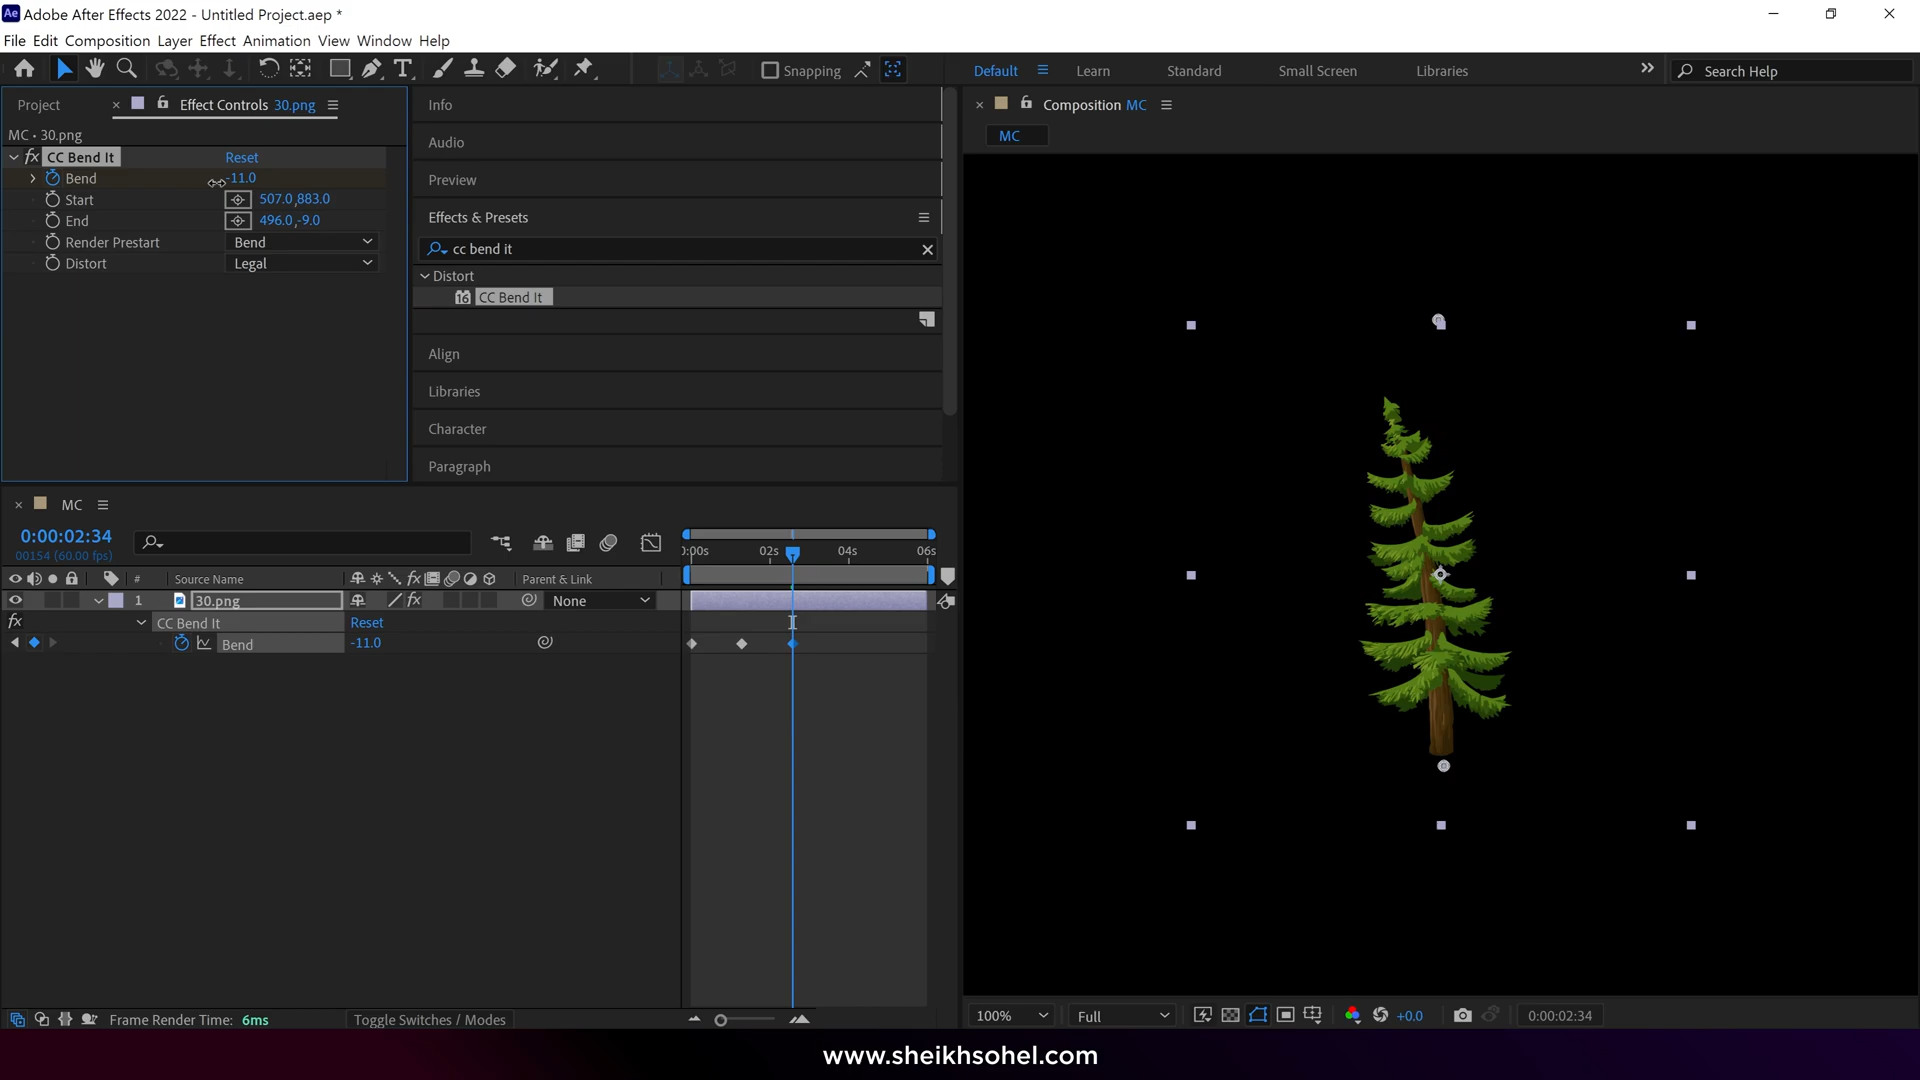 Ae Adobe After Effects 2022 - Untitled Project.aep *
File Edit Composition Layer Effect Animation View Window Help
Snapping
Default
Learn
Standard
Small Screen
Libraries
Search Help
Project
Effect Controls 30.png
MC • 30.png
fx CC Bend It Reset
Bend -11.0
Start 507.0,883.0
End 496.0,-9.0
Render Prestart Bend
Distort Legal
Info
Audio
Preview
Effects & Presets
cc bend it
Distort
16 CC Bend It
Align
Libraries
Character
Paragraph
Composition MC
MC
MC
0:00:02:34
00154 (60.00 fps)
0:00s 02s 04s 06s
# Source Name fx Parent & Link
1 30.png fx None
fx CC Bend It Reset
Bend -11.0
Frame Render Time: 6ms
Toggle Switches / Modes
100% Full +0.0 0:00:02:34
www.sheikhsohel.com